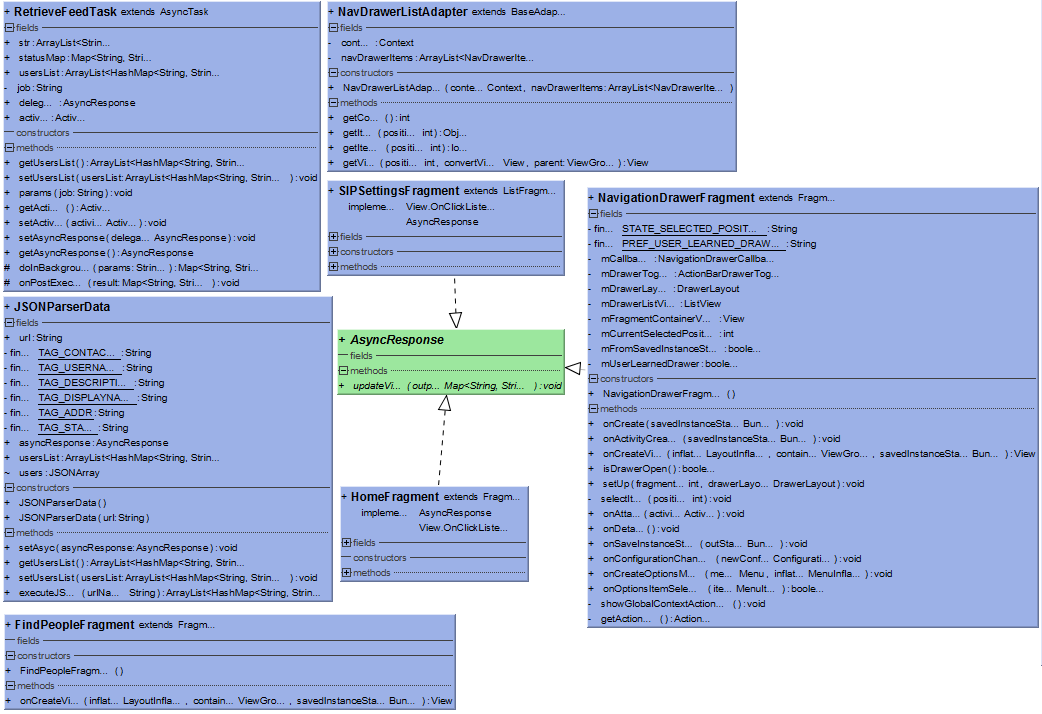 + RetrieveFeedTask extends AsyncTask
fields
+ str : ArrayList<Strin...
+ statusMap : Map<String, Stri...
+ usersList : ArrayList<HashMap<String, Strin...
- job : String
+ deleg... : AsyncResponse
+ activ... : Activ...
constructors
methods
+ getUsersList ( ) : ArrayList<HashMap<String, Strin...
+ setUsersList ( usersList: ArrayList<HashMap<String, Strin... ) : void
+ params ( job: String ) : void
+ getActi... ( ) : Activ...
+ setActiv... ( activi... Activ... ) : void
+ setAsyncResponse ( delega... AsyncResponse ) : void
+ getAsyncResponse ( ) : AsyncResponse
# doInBackgrou... ( params: Strin... ) : Map<String, Stri...
# onPostExec... ( result: Map<String, Stri... ) : void
+ NavDrawerListAdapter extends BaseAdap...
fields
- cont... : Context
- navDrawerItems : ArrayList<NavDrawerIte...
constructors
+ NavDrawerListAdap... ( conte... Context , navDrawerItems: ArrayList<NavDrawerIte... )
methods
+ getCo... ( ) : int
+ getIt... ( positi... int ) : Obj...
+ getIte... ( positi... int ) : lo...
+ getVi... ( positi... int , convertVi... View , parent: ViewGro... ) : View
+ SIPSettingsFragment extends ListFragm...
impleme... View.OnClickListe...
AsyncResponse
fields
constructors
methods
+ NavigationDrawerFragment extends Fragm...
fields
- fin... STATE_SELECTED_POSIT... : String
- fin... PREF_USER_LEARNED_DRAW... : String
- mCallba... : NavigationDrawerCallba...
- mDrawerTog... : ActionBarDrawerTog...
- mDrawerLay... : DrawerLayout
- mDrawerListVi... : ListView
- mFragmentContainerV... : View
- mCurrentSelectedPosit... : int
- mFromSavedInstanceSt... : boole...
- mUserLearnedDrawer : boole...
constructors
+ NavigationDrawerFragm... ( )
methods
+ onCreate ( savedInstanceSta... Bun... ) : void
+ onActivityCrea... ( savedInstanceSta... Bun... ) : void
+ onCreateVi... ( inflat... LayoutInfla... , contain... ViewGro... , savedInstanceSta... Bun... ) : View
+ isDrawerOpen ( ) : boole...
+ setUp ( fragment... int , drawerLayo... DrawerLayout ) : void
- selectIt... ( positi... int ) : void
+ onAtta... ( activi... Activ... ) : void
+ onDeta... ( ) : void
+ onSaveInstanceSt... ( outSta... Bun... ) : void
+ onConfigurationChan... ( newConf... Configurati... ) : void
+ onCreateOptionsM... ( me... Menu , inflat... MenuInfla... ) : void
+ onOptionsItemSele... ( ite... MenuIt... ) : boole...
- showGlobalContextAction... ( ) : void
- getAction... ( ) : Action...
+ JSONParserData
fields
+ url : String
- fin... TAG_CONTAC... : String
- fin... TAG_USERNA... : String
- fin... TAG_DESCRIPTI... : String
- fin... TAG_DISPLAYNA... : String
- fin... TAG_ADDR : String
- fin... TAG_STA... : String
+ asyncResponse : AsyncResponse
+ usersList : ArrayList<HashMap<String, Strin...
~ users : JSONArray
constructors
+ JSONParserData ( )
+ JSONParserData ( url: String )
methods
+ setAsyc ( asyncResponse: AsyncResponse ) : void
+ getUsersList ( ) : ArrayList<HashMap<String, Strin...
+ setUsersList ( usersList: ArrayList<HashMap<String, Strin... ) : void
+ executeJS... ( urlNa... String ) : ArrayList<HashMap<String, Strin...
+ AsyncResponse
fields
methods
+ updateVi... ( outp... Map<String, Stri... ) : void
+ HomeFragment extends Fragm...
impleme... AsyncResponse
View.OnClickListe...
fields
constructors
methods
+ FindPeopleFragment extends Fragm...
fields
constructors
+ FindPeopleFragm... ( )
methods
+ onCreateVi... ( inflat... LayoutInfla... , contain... ViewGro... , savedInstanceSta... Bun... ) : View